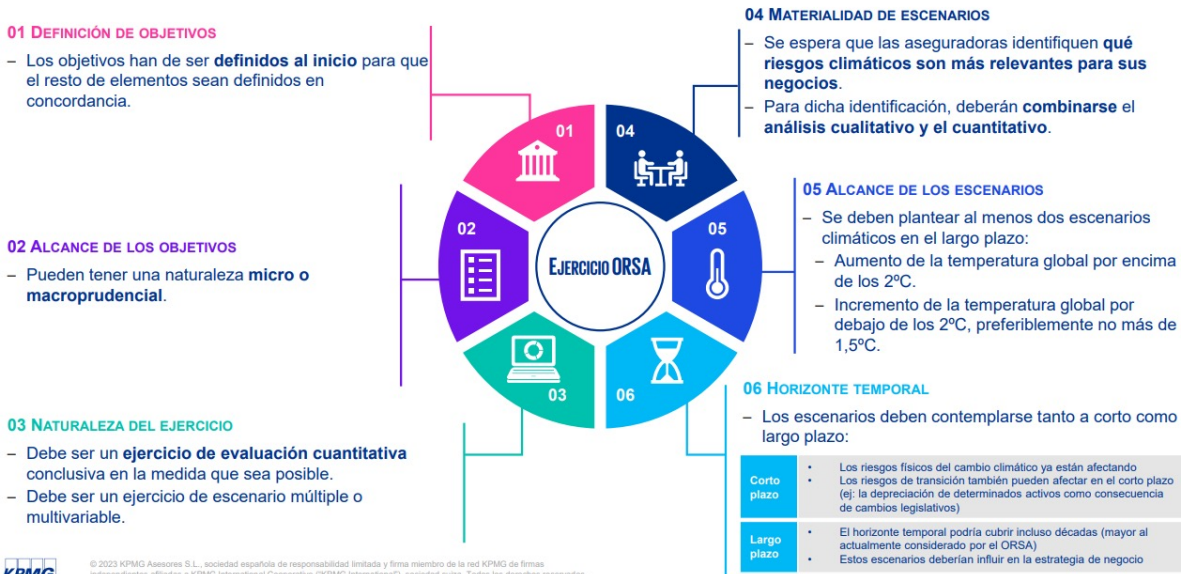 01 DEFINICIÓN DE OBJETIVOS
– Los objetivos han de ser definidos al inicio para que
el resto de elementos sean definidos en
concordancia.
02 ALCANCE DE LOS OBJETIVOS
– Pueden tener una naturaleza micro o
macroprudencial.
03 NATURALEZA DEL EJERCICIO
– Debe ser un ejercicio de evaluación cuantitativa
conclusiva en la medida que sea posible.
– Debe ser un ejercicio de escenario múltiple o
multivariable.
01
02
03
04
05
06
EJERCICIO ORSA
04 MATERIALIDAD DE ESCENARIOS
– Se espera que las aseguradoras identifiquen qué
riesgos climáticos son más relevantes para sus
negocios.
– Para dicha identificación, deberán combinarse el
análisis cualitativo y el cuantitativo.
05 ALCANCE DE LOS ESCENARIOS
– Se deben plantear al menos dos escenarios
climáticos en el largo plazo:
– Aumento de la temperatura global por encima
de los 2ºC.
– Incremento de la temperatura global por
debajo de los 2ºC, preferiblemente no más de
1,5ºC.
06 HORIZONTE TEMPORAL
– Los escenarios deben contemplarse tanto a corto como
largo plazo:
Corto
plazo
• Los riesgos físicos del cambio climático ya están afectando
• Los riesgos de transición también pueden afectar en el corto plazo
(ej: la depreciación de determinados activos como consecuencia
de cambios legislativos)
Largo
plazo
• El horizonte temporal podría cubrir incluso décadas (mayor al
actualmente considerado por el ORSA)
• Estos escenarios deberían influir en la estrategia de negocio
KPMG
© 2023 KPMG Asesores S.L., sociedad española de responsabilidad limitada y firma miembro de la red KPMG de firmas